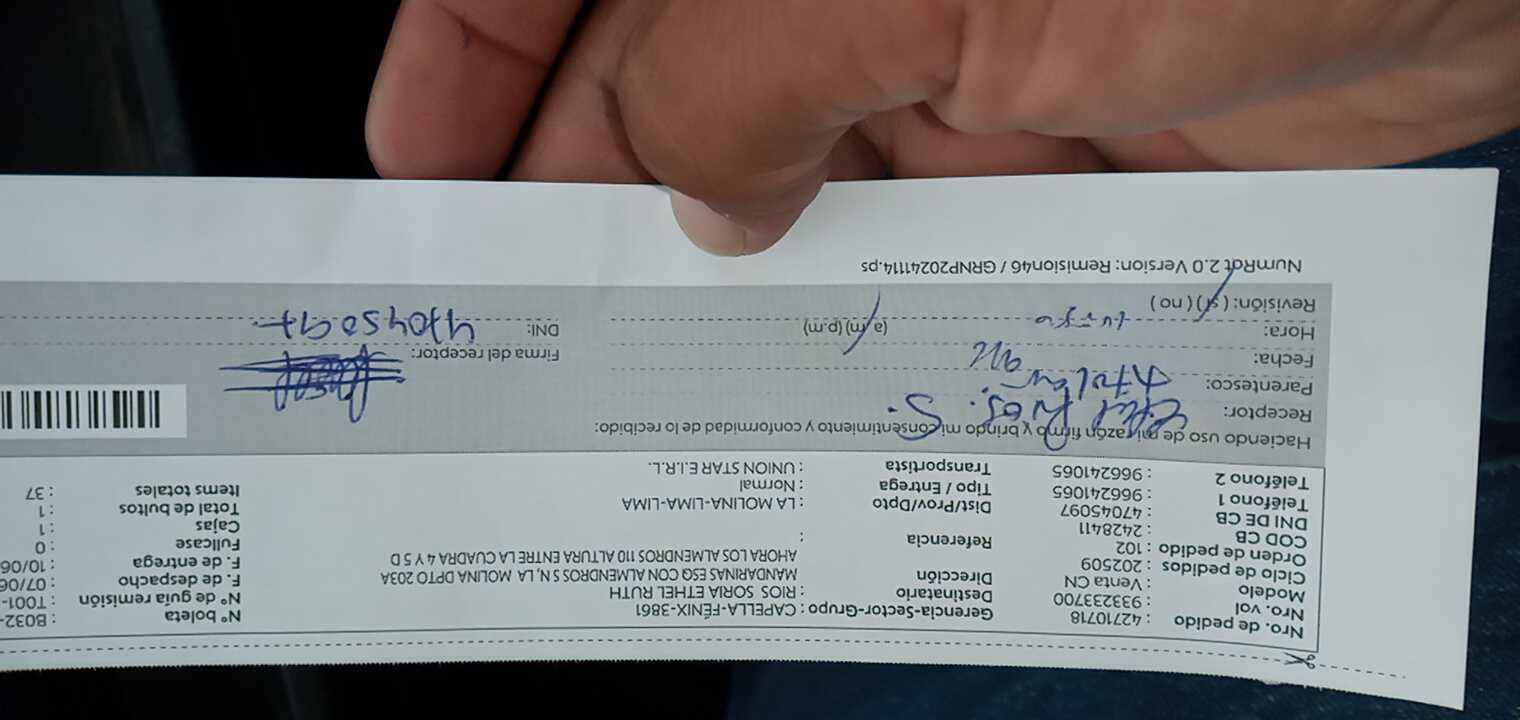 Nro. de pedido : 42710718
Nro. vol : 933233700
Modelo : Venta CN
Ciclo de pedidos : 202509
Orden de pedido : 102
COD CB : 2428411
DNI DE CB : 47045097
Teléfono 1 : 966241065
Teléfono 2 : 966241065
Gerencia-Sector-Grupo : CAPELLA-FÉNIX-3861
Destinatario : RIOS SORIA ETHEL RUTH
Dirección MANDARINAS ESQ CON ALMENDROS S N, LA MOLINA DPTO 203A
AHORA LOS ALMENDROS 110 ALTURA ENTRE LA CUADRA 4 Y 5 D
Referencia :
Dist/Prov/Dpto : LA MOLINA-LIMA-LIMA
Tipo / Entrega : Normal
Transportista : UNION STAR E.I.R.L.
N° boleta : B032-
N° de guía remisión : T001-
F. de despacho : 07/06
F. de entrega : 10/06
Fullcase : 0
Cajas : 1
Total de bultos : 1
Items totales : 37
Haciendo uso de mi razón firmo y brindo mi consentimiento y conformidad de lo recibido:
Receptor: Ethel Rios. S.
Parentesco: titular
Fecha:
Hora: (a m) (p.m)
Revisión: ( sí ) ( no )
Firma del receptor:
DNI: 47045097
NumRdt 2.0 Version: Remision46 / GRNP20241114.ps